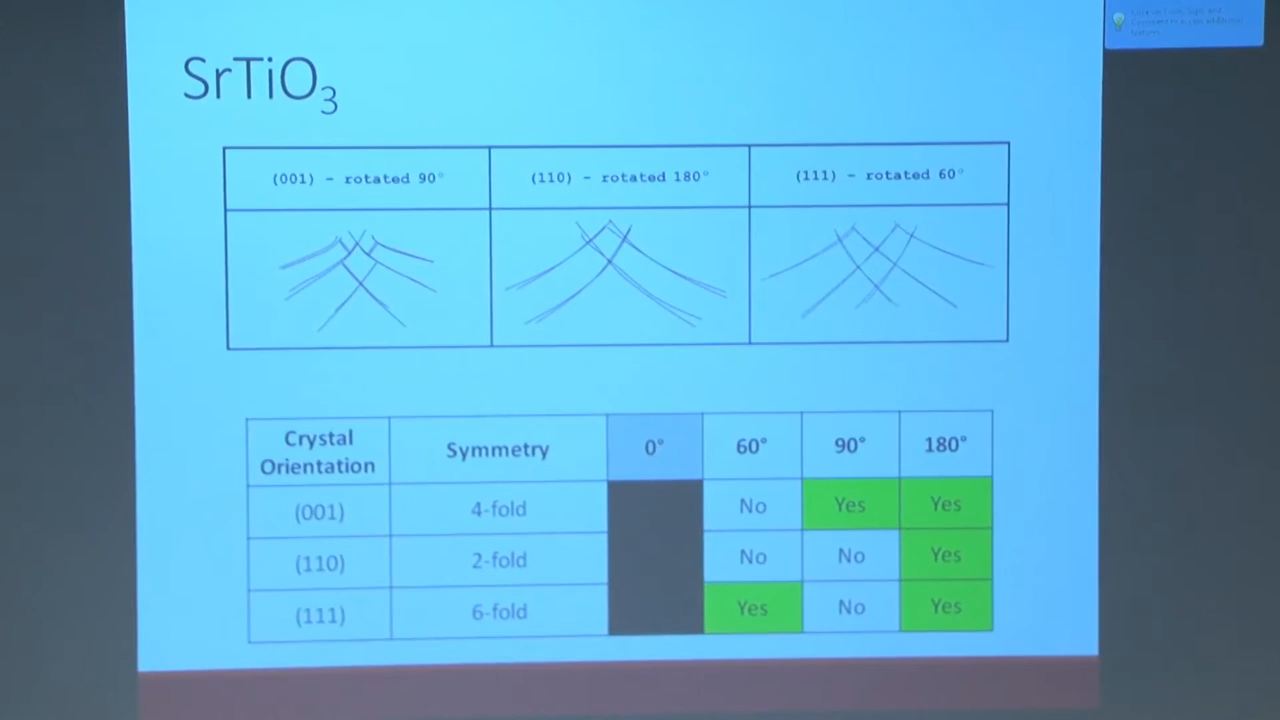 SrTiO₃
(001) – rotated 90° (110) – rotated 180° (111) – rotated 60°
Crystal Orientation Symmetry 0° 60° 90° 180°
(001) 4-fold No Yes Yes
(110) 2-fold No No Yes
(111) 6-fold Yes No Yes